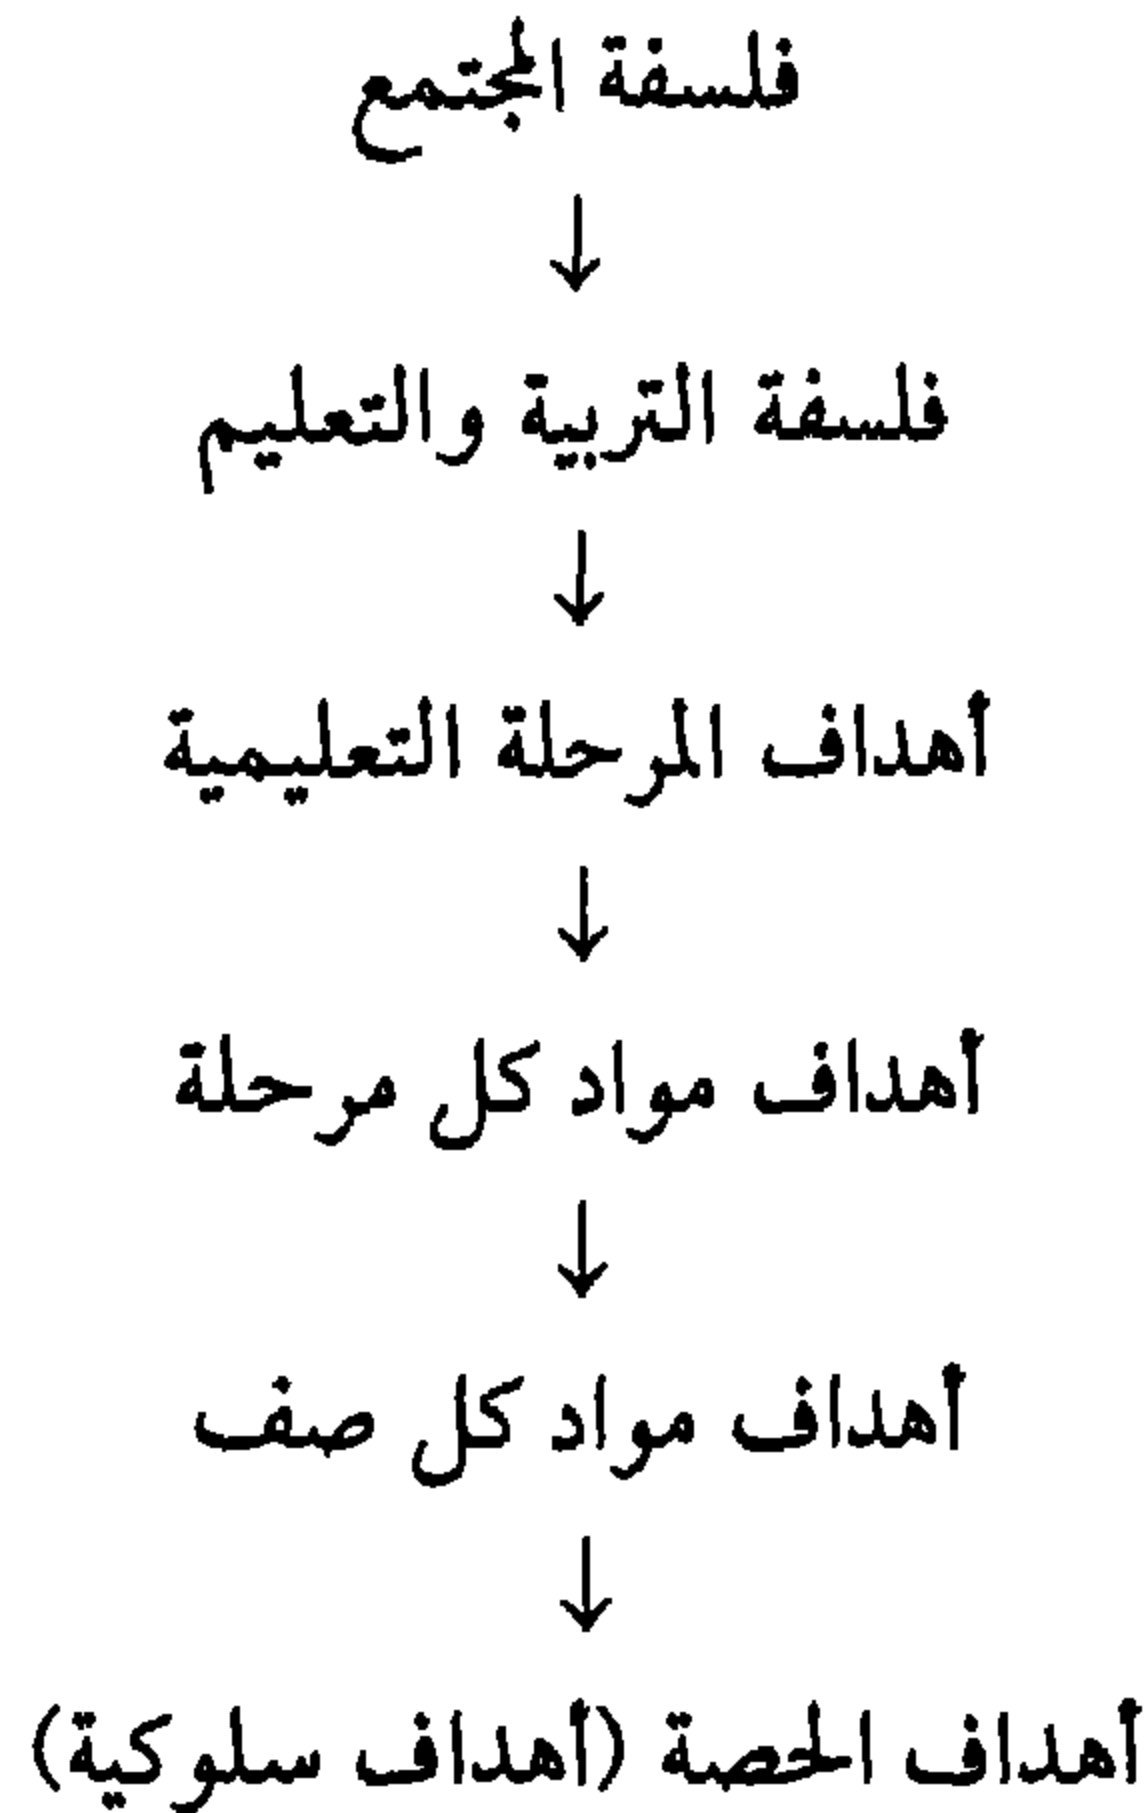 فلسفة المجتمع
↓
فلسفة التربية والتعليم
↓
أهداف المرحلة التعليمية
↓
أهداف مواد كل مرحلة
↓
أهداف مواد كل صف
↓
أهداف الحصة (أهداف سلوكية)